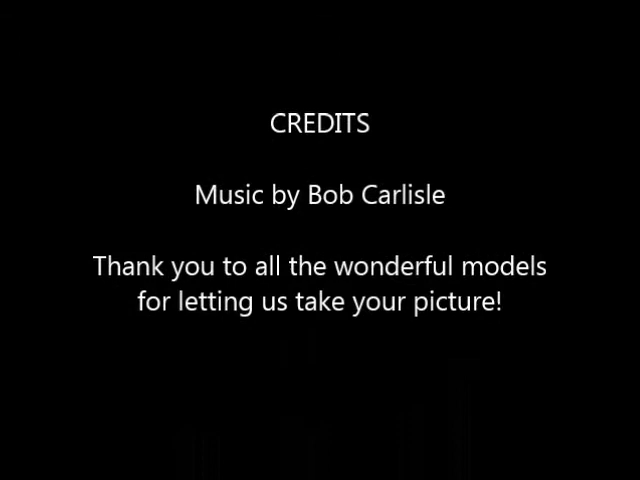 CREDITS
Music by Bob Carlisle
Thank you to all the wonderful models
for letting us take your picture!